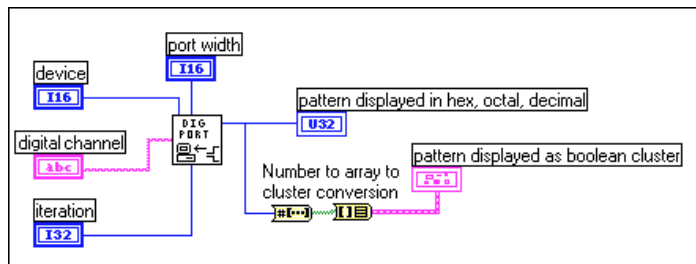 port width
I16
device
I16
pattern displayed in hex, octal, decimal
U32
DIG
PORT
digital channel
abc
pattern displayed as boolean cluster
Number to array to
cluster conversion
#[...]
[]
iteration
I32